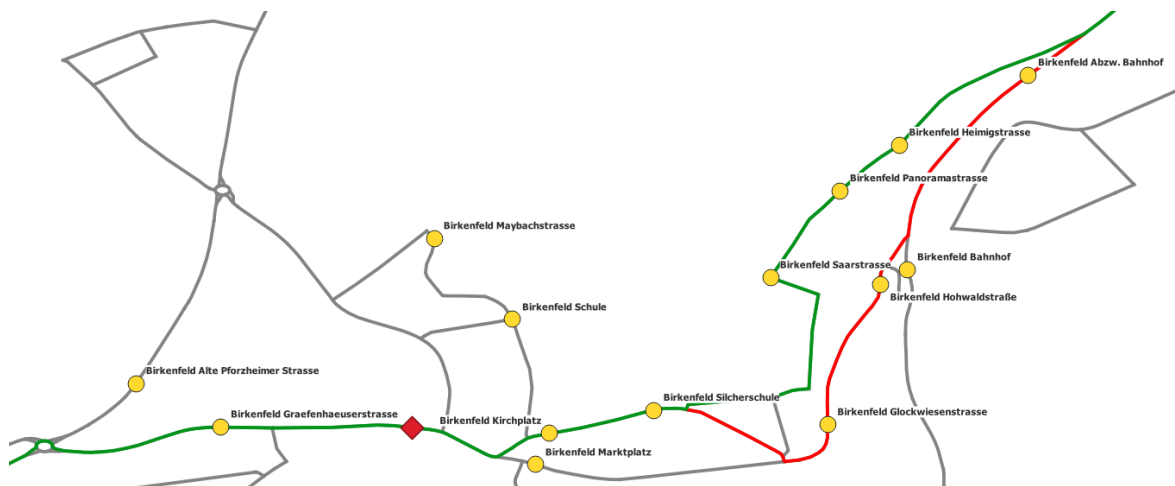 Birkenfeld Abzw. Bahnhof
Birkenfeld Heimigstrasse
Birkenfeld Panoramastrasse
Birkenfeld Maybachstrasse
Birkenfeld Bahnhof
Birkenfeld Saarstrasse
Birkenfeld Hohwaldstraße
Birkenfeld Schule
Birkenfeld Alte Pforzheimer Strasse
Birkenfeld Silcherschule
Birkenfeld Graefenhaeuserstrasse
Birkenfeld Kirchplatz
Birkenfeld Glockwiesenstrasse
Birkenfeld Marktplatz